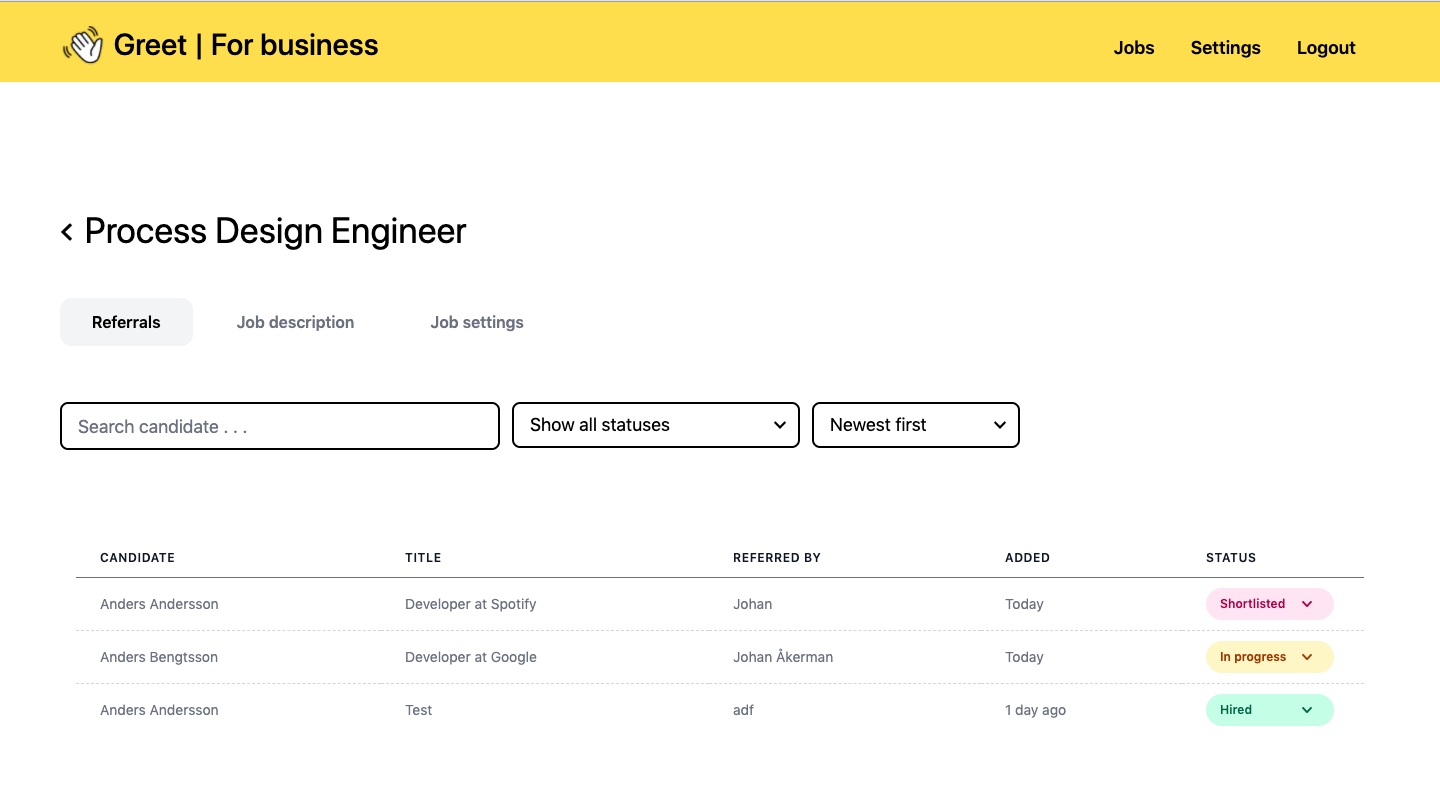 Greet | For business
Jobs Settings Logout
Process Design Engineer
Referrals Job description Job settings
Search candidate . . . Show all statuses Newest first
CANDIDATE TITLE REFERRED BY ADDED STATUS
Anders Andersson Developer at Spotify Johan Today Shortlisted
Anders Bengtsson Developer at Google Johan Åkerman Today In progress
Anders Andersson Test adf 1 day ago Hired